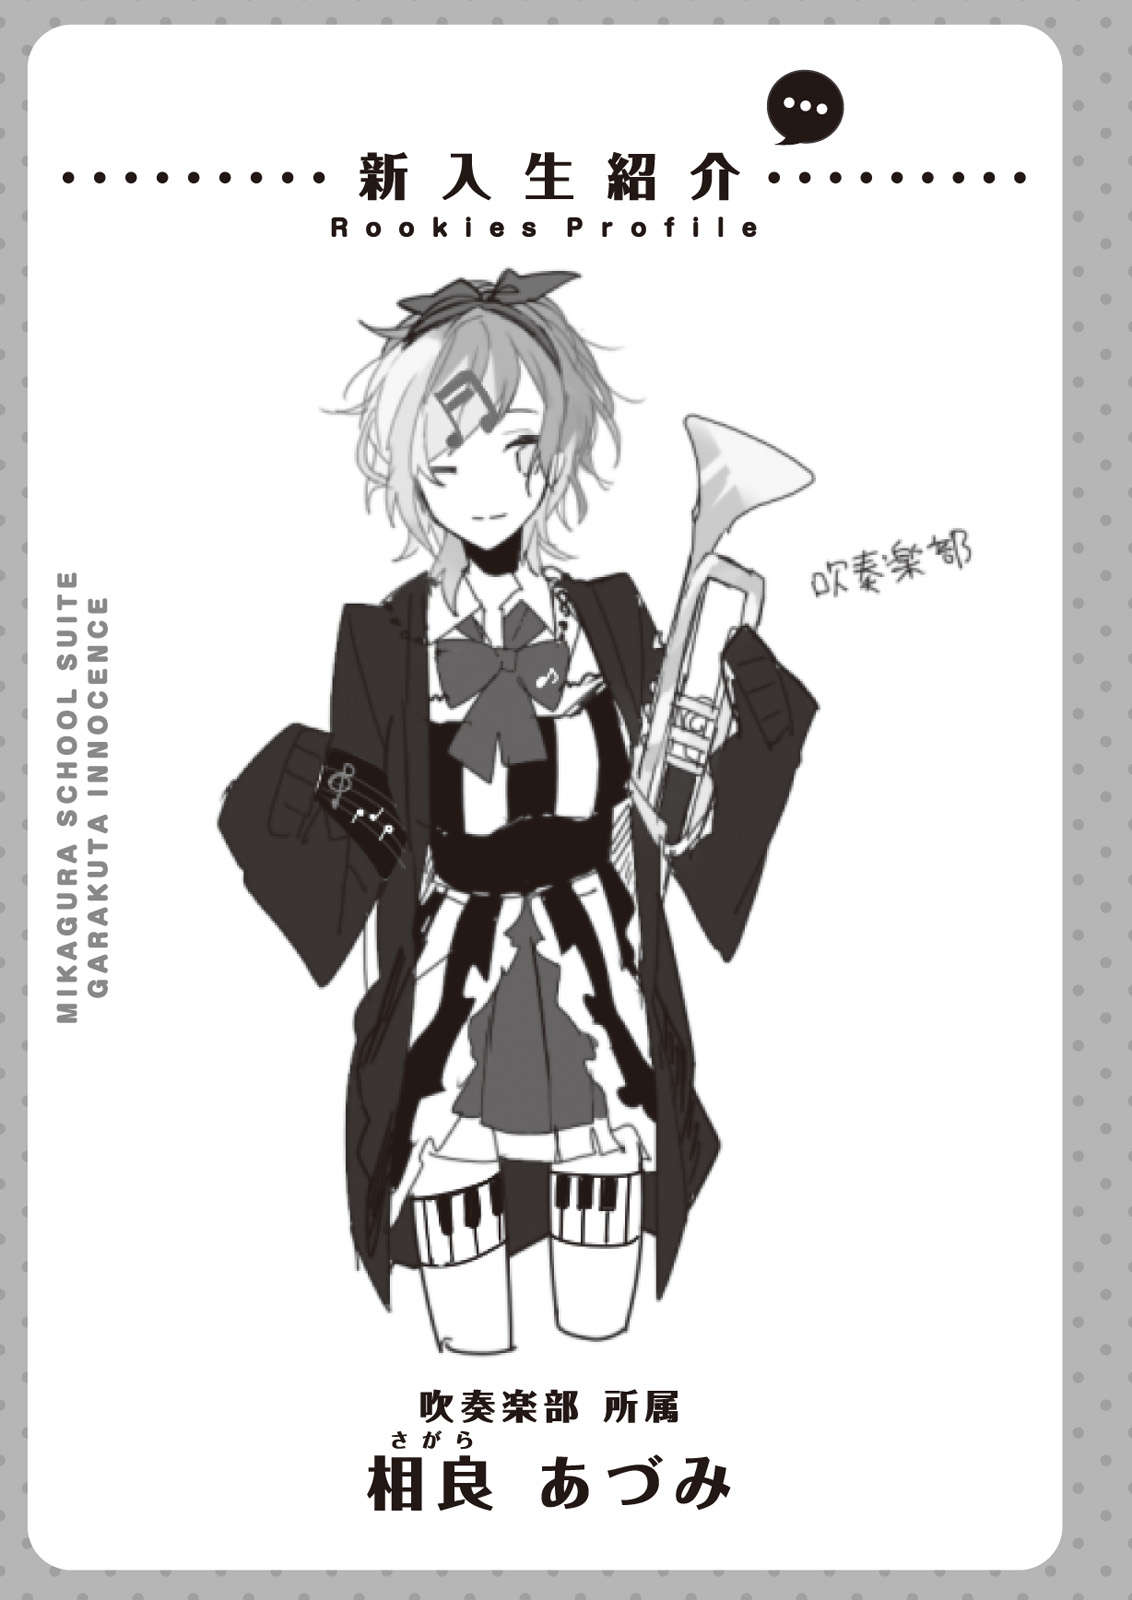 新入生紹介
Rookies Profile
吹奏楽部
MIKAGURA SCHOOL SUITE
GARAKUTA INNOCENCE
吹奏楽部 所属
さがら
相良 あづみ